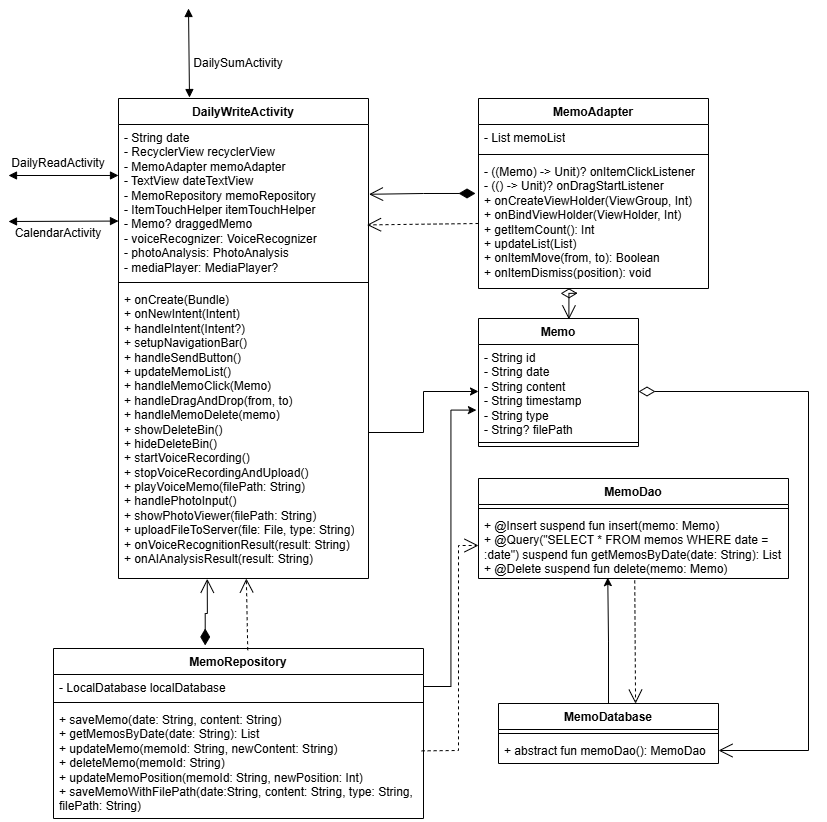 DailySumActivity
DailyReadActivity
CalendarActivity
DailyWriteActivity
- String date
- RecyclerView recyclerView
- MemoAdapter memoAdapter
- TextView dateTextView
- MemoRepository memoRepository
- ItemTouchHelper itemTouchHelper
- Memo? draggedMemo
- voiceRecognizer: VoiceRecognizer
- photoAnalysis: PhotoAnalysis
- mediaPlayer: MediaPlayer?
+ onCreate(Bundle)
+ onNewIntent(Intent)
+ handleIntent(Intent?)
+ setupNavigationBar()
+ handleSendButton()
+ updateMemoList()
+ handleMemoClick(Memo)
+ handleDragAndDrop(from, to)
+ handleMemoDelete(memo)
+ showDeleteBin()
+ hideDeleteBin()
+ startVoiceRecording()
+ stopVoiceRecordingAndUpload()
+ playVoiceMemo(filePath: String)
+ handlePhotoInput()
+ showPhotoViewer(filePath: String)
+ uploadFileToServer(file: File, type: String)
+ onVoiceRecognitionResult(result: String)
+ onAIAnalysisResult(result: String)
MemoAdapter
- List memoList
- ((Memo) -> Unit)? onItemClickListener
- (() -> Unit)? onDragStartListener
+ onCreateViewHolder(ViewGroup, Int)
+ onBindViewHolder(ViewHolder, Int)
+ getItemCount(): Int
+ updateList(List)
+ onItemMove(from, to): Boolean
+ onItemDismiss(position): void
Memo
- String id
- String date
- String content
- String timestamp
- String type
- String? filePath
MemoDao
+ @Insert suspend fun insert(memo: Memo)
+ @Query("SELECT * FROM memos WHERE date =
:date") suspend fun getMemosByDate(date: String): List
+ @Delete suspend fun delete(memo: Memo)
MemoRepository
- LocalDatabase localDatabase
+ saveMemo(date: String, content: String)
+ getMemosByDate(date: String): List
+ updateMemo(memoId: String, newContent: String)
+ deleteMemo(memoId: String)
+ updateMemoPosition(memoId: String, newPosition: Int)
+ saveMemoWithFilePath(date:String, content: String, type: String,
filePath: String)
MemoDatabase
+ abstract fun memoDao(): MemoDao